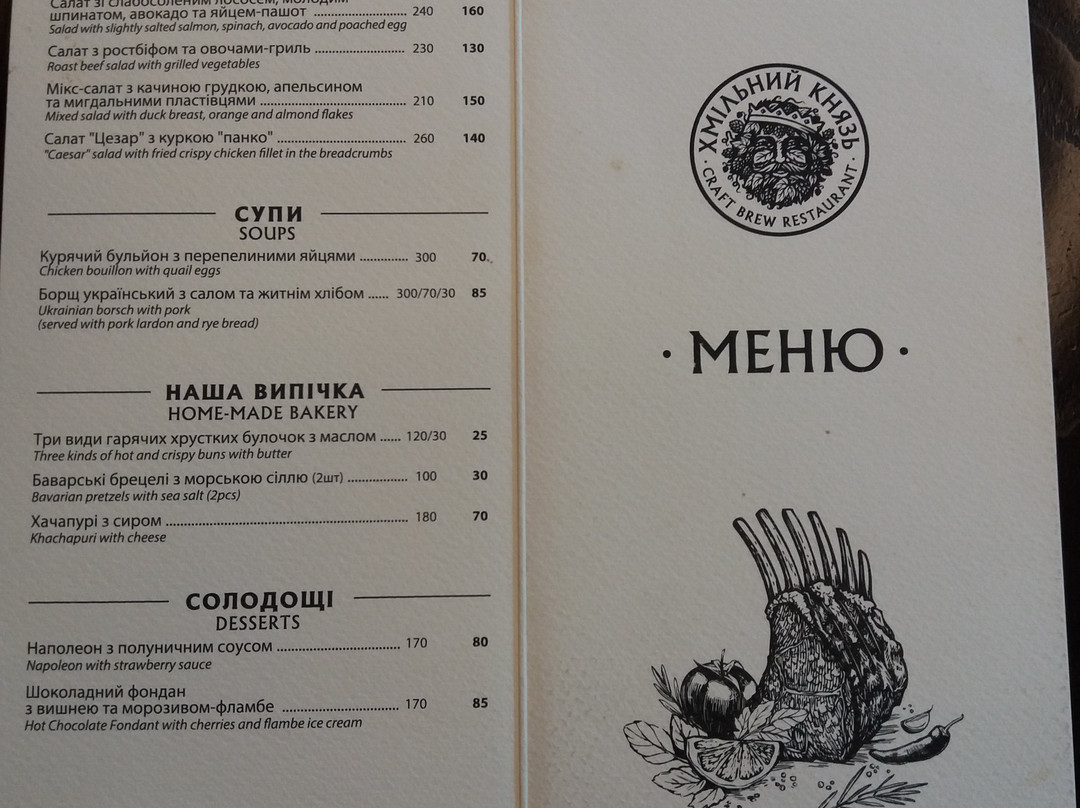 Салат зі слабосоленим лососем, молодим
шпинатом, авокадо та яйцем-пашот ........................ 240 160
Salad with slightly salted salmon, spinach, avocado and poached egg
Салат з ростбіфом та овочами-гриль ........................ 230 130
Roast beef salad with grilled vegetables
Мікс-салат з качиною грудкою, апельсином
та мигдальними пластівцями ........................ 210 150
Mixed salad with duck breast, orange and almond flakes
Салат "Цезар" з куркою "панко" ........................ 260 140
"Caesar" salad with fried crispy chicken fillet in the breadcrumbs
СУПИ
SOUPS
Курячий бульйон з перепелиними яйцями ............. 300 70
Chicken bouillon with quail eggs
Борщ український з салом та житнім хлібом ...... 300/70/30 85
Ukrainian borsch with pork
(served with pork lardon and rye bread)
НАША ВИПІЧКА
HOME-MADE BAKERY
Три види гарячих хрустких булочок з маслом ...... 120/30 25
Three kinds of hot and crispy buns with butter
Баварські брецелі з морською сіллю (2шт) ................. 100 30
Bavarian pretzels with sea salt (2pcs)
Хачапурі з сиром ........................ 180 70
Khachapuri with cheese
СОЛОДОЩІ
DESSERTS
Наполеон з полуничним соусом ........................ 170 80
Napoleon with strawberry sauce
Шоколадний фондан
з вишнею та морозивом-фламбе ........................ 170 85
Hot Chocolate Fondant with cherries and flambe ice cream
ХМІЛЬНИЙ КНЯЗЬ
· CRAFT BREW RESTAURANT ·
· МЕНЮ ·